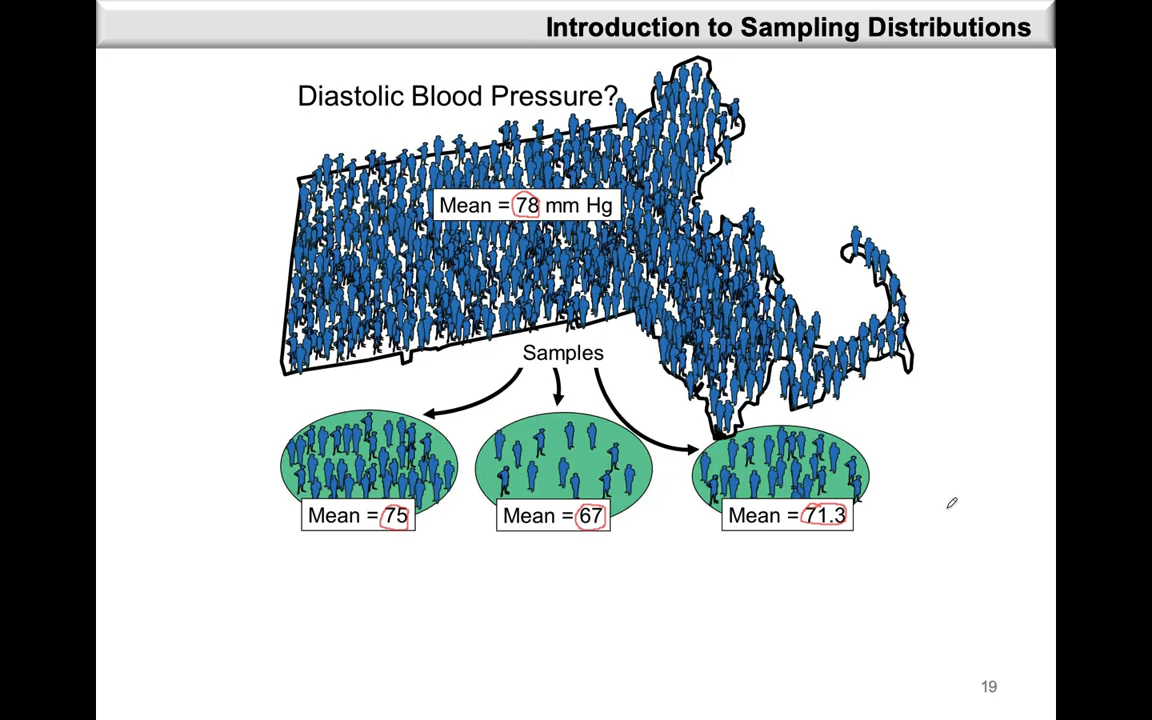 Introduction to Sampling Distributions
Diastolic Blood Pressure?
Mean = 78 mm Hg
Samples
Mean = 75
Mean = 67
Mean = 71.3
19